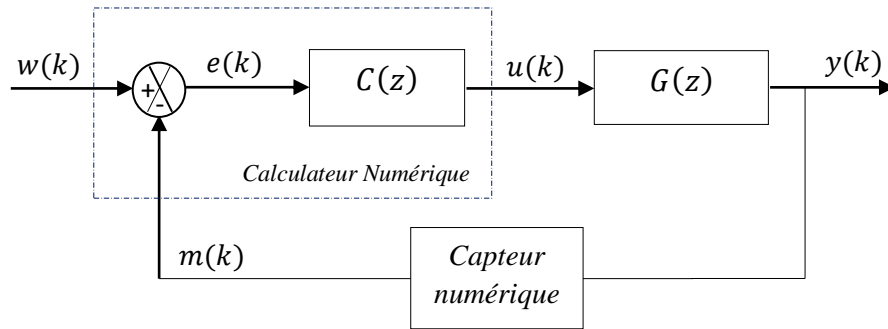 w(k)
+
-
e(k)
C(z)
u(k)
G(z)
y(k)
Calculateur Numérique
m(k)
Capteur
numérique